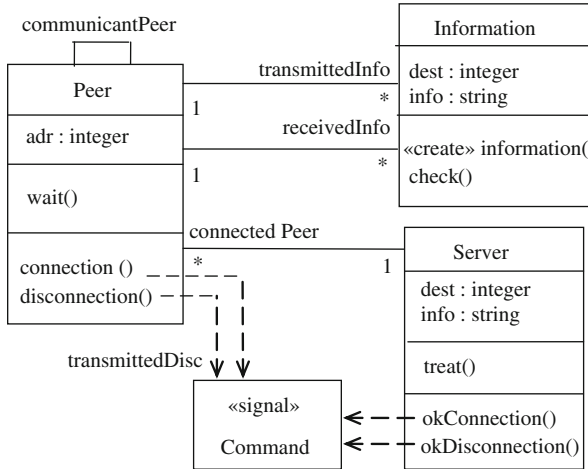 communicantPeer
Peer
adr : integer
wait()
connection ()
disconnection()
transmittedInfo
1
*
receivedInfo
1
*
Information
dest : integer
info : string
«create» information()
check()
connected Peer
*
1
Server
dest : integer
info : string
treat()
okConnection()
okDisconnection()
transmittedDisc
«signal»
Command